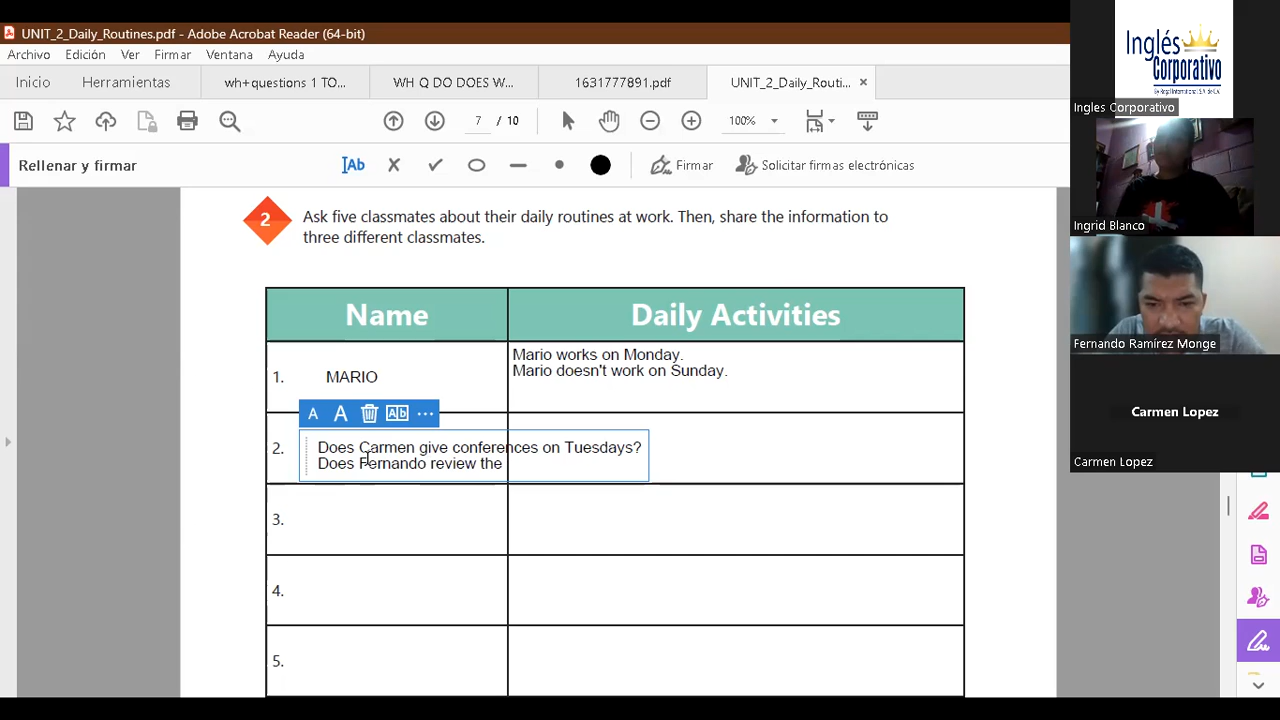 UNIT_2_Daily_Routines.pdf - Adobe Acrobat Reader (64-bit)
Archivo Edición Ver Firmar Ventana Ayuda
Inicio Herramientas wh+questions 1 TO... WH Q DO DOES W... 1631777891.pdf UNIT_2_Daily_Routi... ×
7 / 10 100%
Rellenar y firmar Ab Firmar Solicitar firmas electrónicas
2 Ask five classmates about their daily routines at work. Then, share the information to
three different classmates.
Name Daily Activities
1. MARIO
Mario works on Monday.
Mario doesn't work on Sunday.
A A Ab ...
2. Does Carmen give conferences on Tuesdays?
Does Fernando review the
3.
4.
5.
Inglés
Corporativo
Ingles Corporativo
Ingrid Blanco
Fernando Ramírez Monge
Carmen Lopez
Carmen Lopez